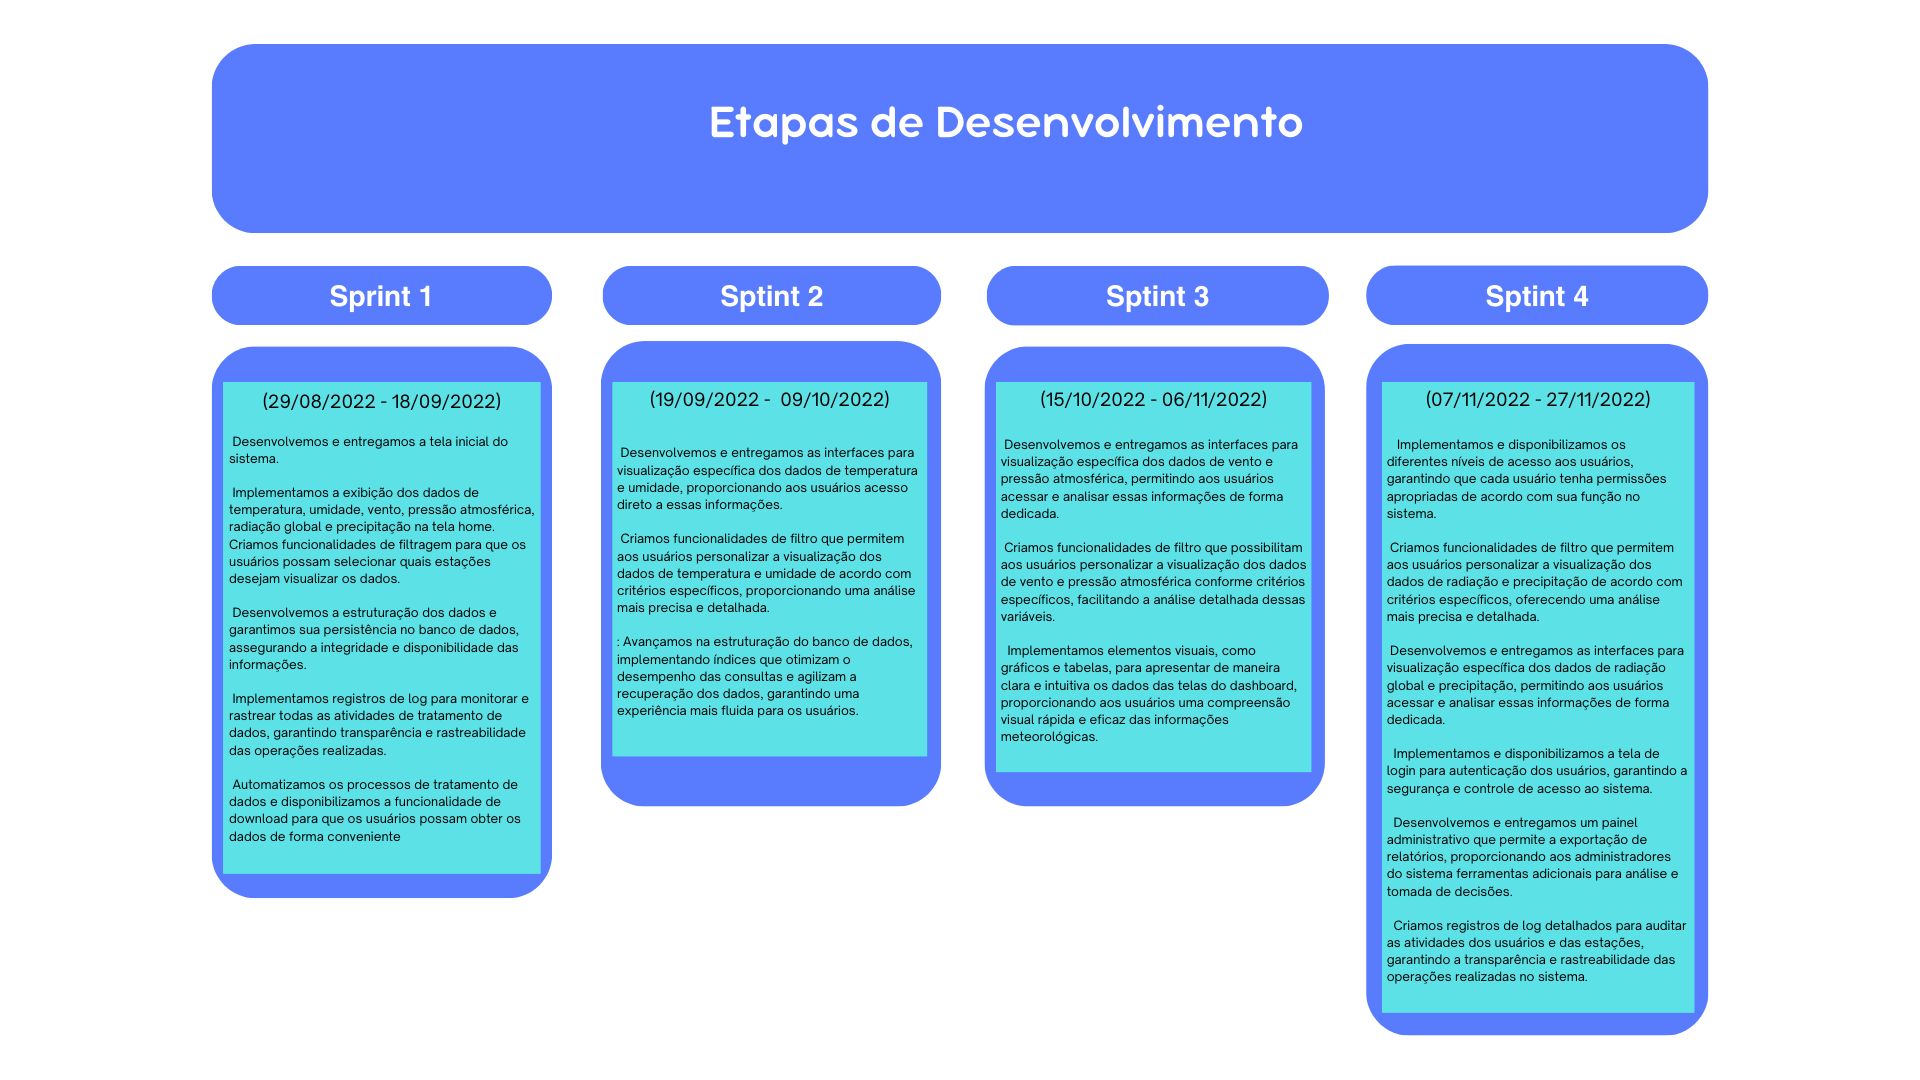 Etapas de Desenvolvimento
Sprint 1
(29/08/2022 - 18/09/2022)
Desenvolvemos e entregamos a tela inicial do
sistema.
Implementamos a exibição dos dados de
temperatura, umidade, vento, pressão atmosférica,
radiação global e precipitação na tela home.
Criamos funcionalidades de filtragem para que os
usuários possam selecionar quais estações
desejam visualizar os dados.
Desenvolvemos a estruturação dos dados e
garantimos sua persistência no banco de dados,
assegurando a integridade e disponibilidade das
informações.
Implementamos registros de log para monitorar e
rastrear todas as atividades de tratamento de
dados, garantindo transparência e rastreabilidade
das operações realizadas.
Automatizamos os processos de tratamento de
dados e disponibilizamos a funcionalidade de
download para que os usuários possam obter os
dados de forma conveniente
Sptint 2
(19/09/2022 -  09/10/2022)
Desenvolvemos e entregamos as interfaces para
visualização específica dos dados de temperatura
e umidade, proporcionando aos usuários acesso
direto a essas informações.
Criamos funcionalidades de filtro que permitem
aos usuários personalizar a visualização dos
dados de temperatura e umidade de acordo com
critérios específicos, proporcionando uma análise
mais precisa e detalhada.
: Avançamos na estruturação do banco de dados,
implementando índices que otimizam o
desempenho das consultas e agilizam a
recuperação dos dados, garantindo uma
experiência mais fluida para os usuários.
Sptint 3
(15/10/2022 - 06/11/2022)
Desenvolvemos e entregamos as interfaces para
visualização específica dos dados de vento e
pressão atmosférica, permitindo aos usuários
acessar e analisar essas informações de forma
dedicada.
Criamos funcionalidades de filtro que possibilitam
aos usuários personalizar a visualização dos dados
de vento e pressão atmosférica conforme critérios
específicos, facilitando a análise detalhada dessas
variáveis.
Implementamos elementos visuais, como
gráficos e tabelas, para apresentar de maneira
clara e intuitiva os dados das telas do dashboard,
proporcionando aos usuários uma compreensão
visual rápida e eficaz das informações
meteorológicas.
Sptint 4
(07/11/2022 - 27/11/2022)
Implementamos e disponibilizamos os
diferentes níveis de acesso aos usuários,
garantindo que cada usuário tenha permissões
apropriadas de acordo com sua função no
sistema.
Criamos funcionalidades de filtro que permitem
aos usuários personalizar a visualização dos
dados de radiação e precipitação de acordo com
critérios específicos, oferecendo uma análise
mais precisa e detalhada.
Desenvolvemos e entregamos as interfaces para
visualização específica dos dados de radiação
global e precipitação, permitindo aos usuários
acessar e analisar essas informações de forma
dedicada.
Implementamos e disponibilizamos a tela de
login para autenticação dos usuários, garantindo a
segurança e controle de acesso ao sistema.
Desenvolvemos e entregamos um painel
administrativo que permite a exportação de
relatórios, proporcionando aos administradores
do sistema ferramentas adicionais para análise e
tomada de decisões.
Criamos registros de log detalhados para auditar
as atividades dos usuários e das estações,
garantindo a transparência e rastreabilidade das
operações realizadas no sistema.